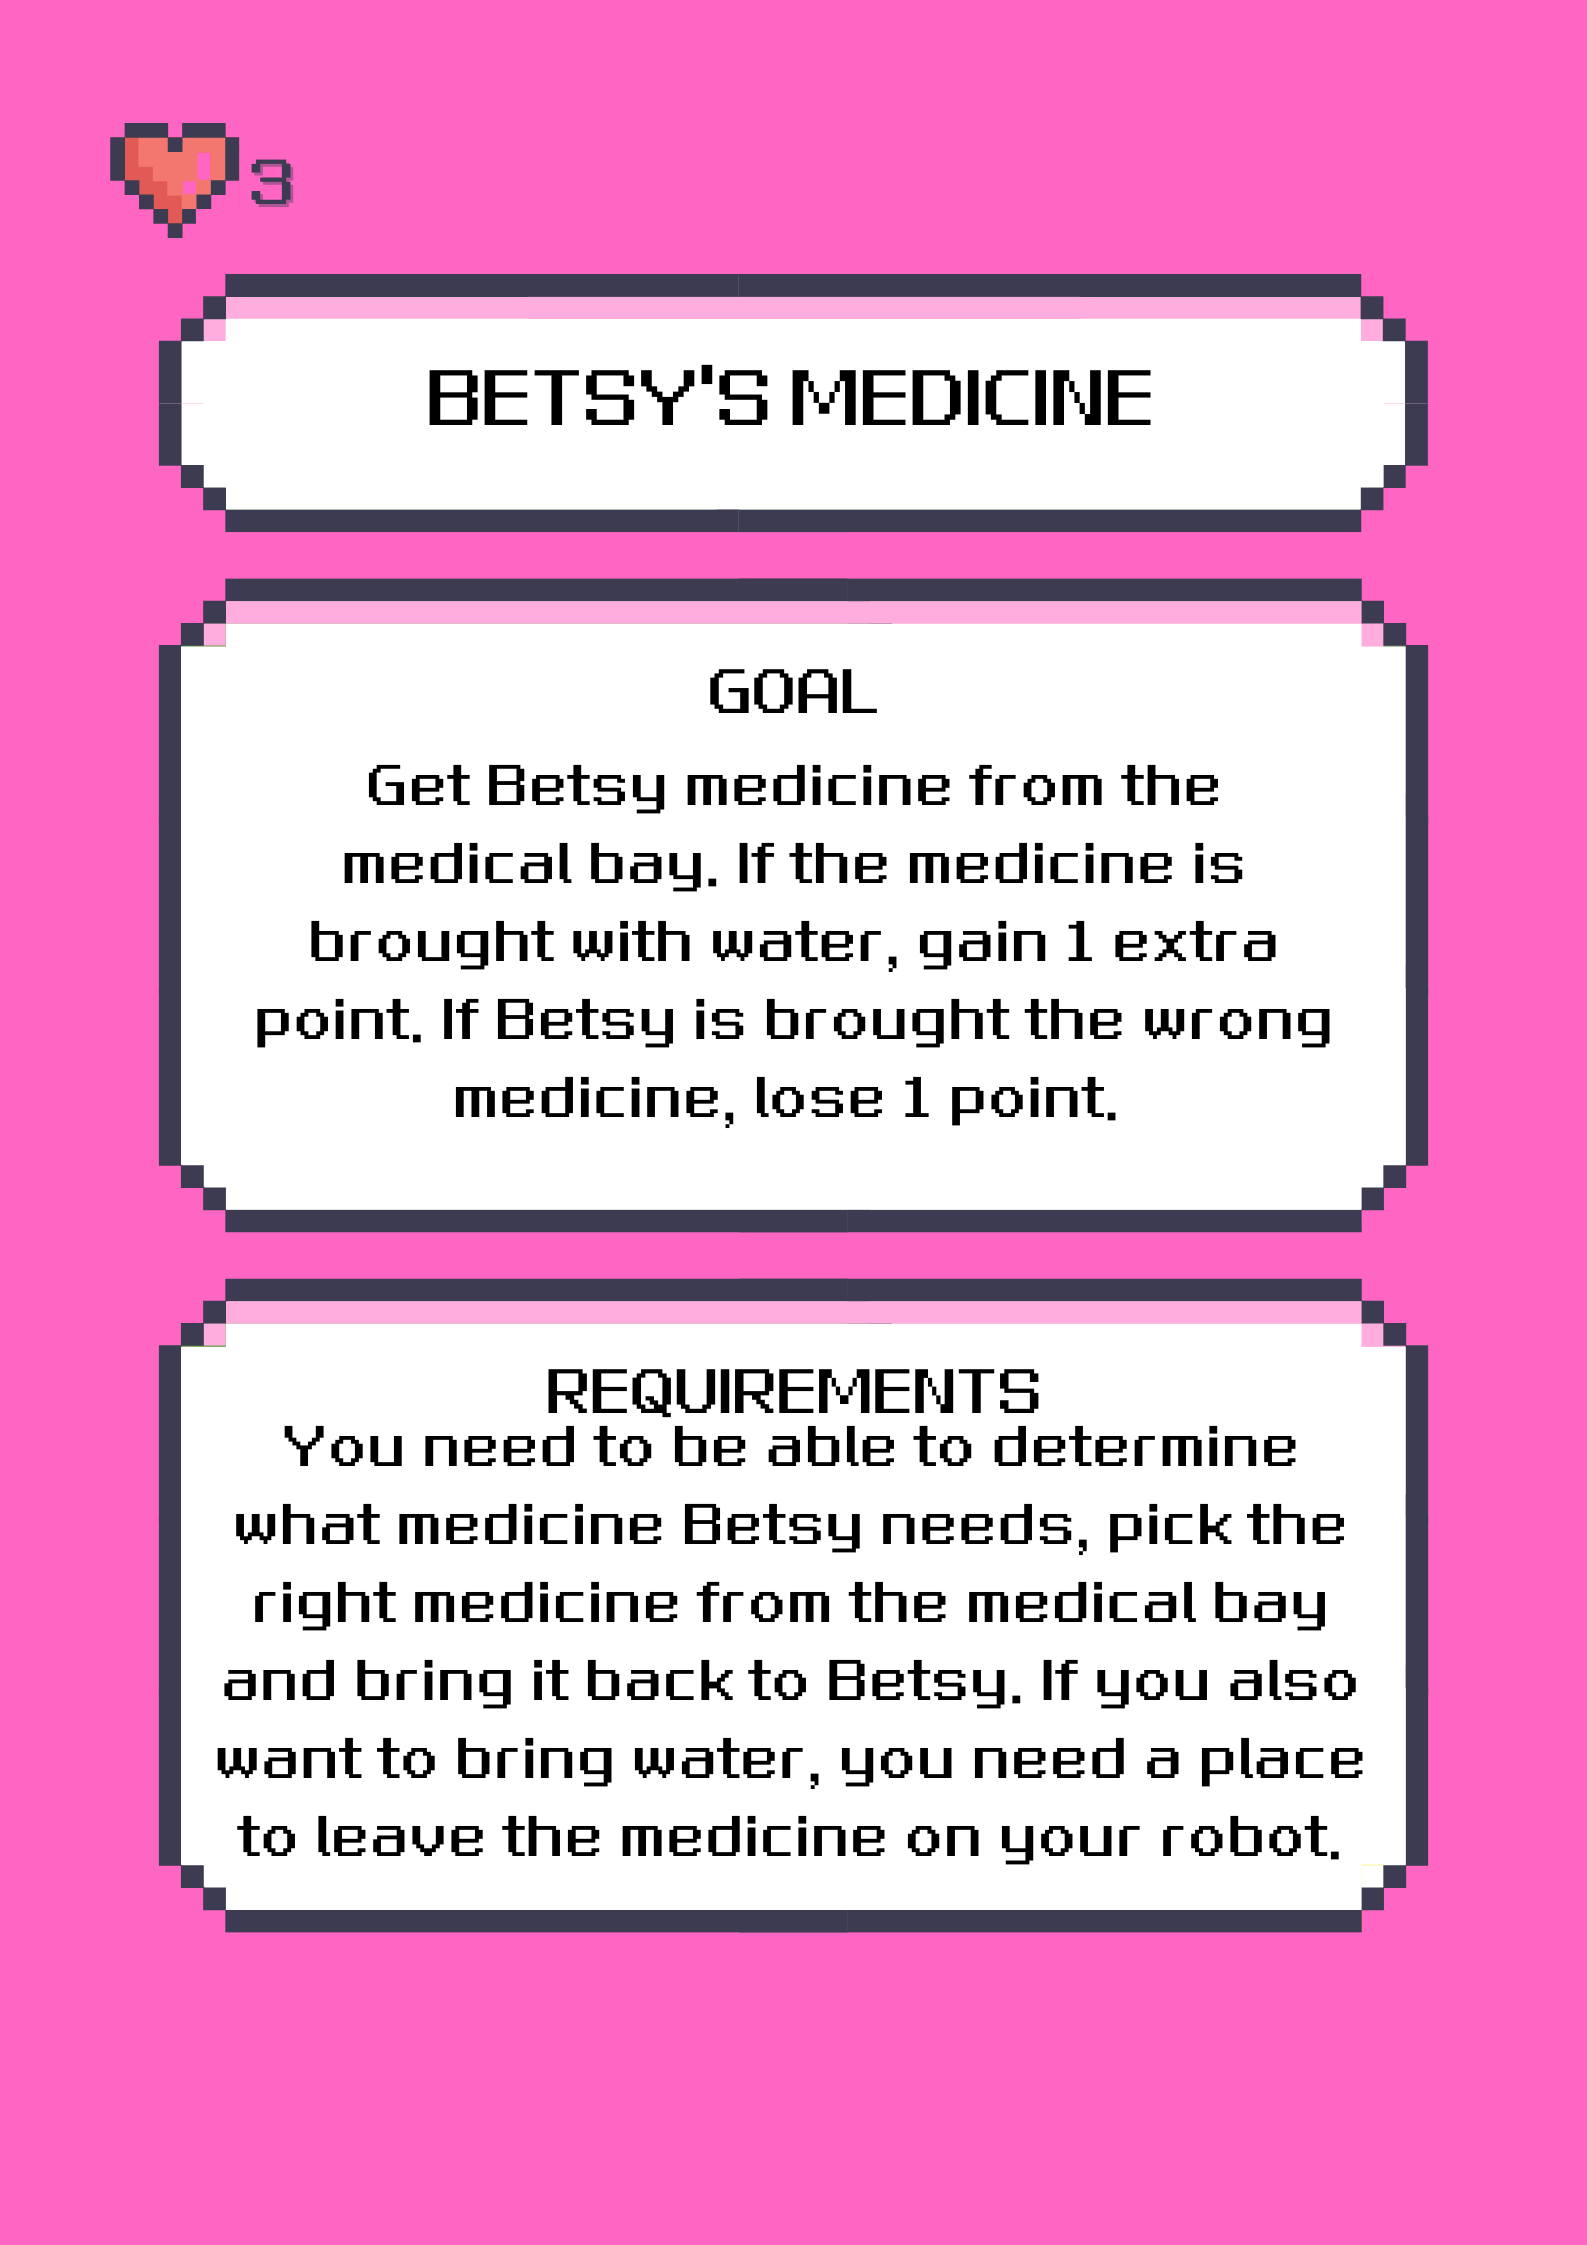 3
BETSY'S MEDICINE
GOAL
Get Betsy medicine from the
medical bay. If the medicine is
brought with water, gain 1 extra
point. If Betsy is brought the wrong
medicine, lose 1 point.
REQUIREMENTS
You need to be able to determine
what medicine Betsy needs, pick the
right medicine from the medical bay
and bring it back to Betsy. If you also
want to bring water, you need a place
to leave the medicine on your robot.